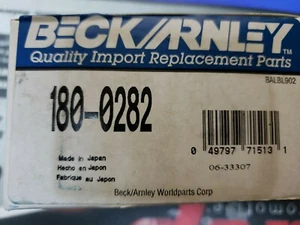 BECK/ARNLEY
Quality Import Replacement Parts
BALBL902
180-0282
0 49797 71513 1
06-33307
Made in Japan
Hecho en Japon
Fabrique au Japon
Beck/Arnley Worldparts Corp